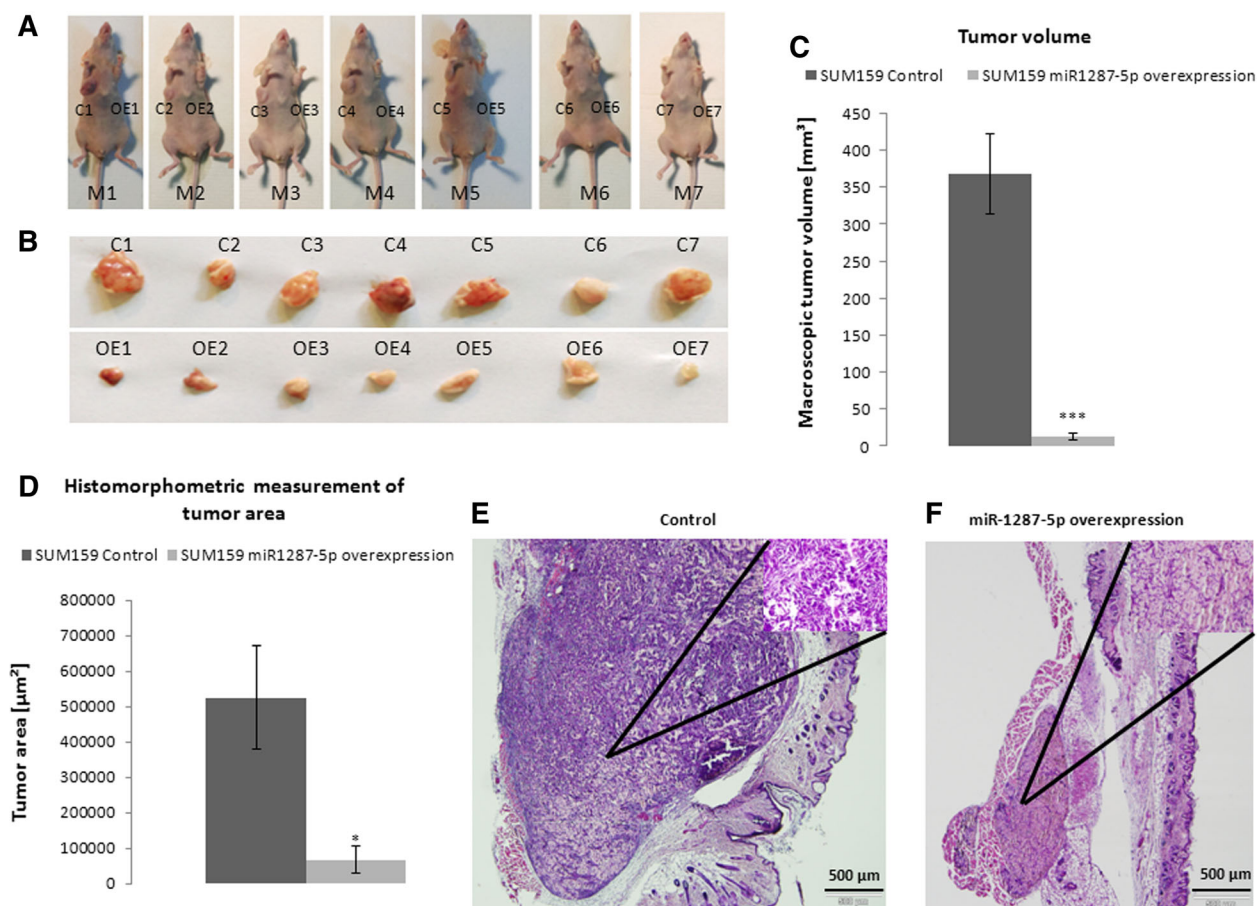 A
C1 OE1
M1
C2 OE2
M2
C3 OE3
M3
C4 OE4
M4
C5 OE5
M5
C6 OE6
M6
C7 OE7
M7
B
C1 C2 C3 C4 C5 C6 C7
OE1 OE2 OE3 OE4 OE5 OE6 OE7
C
Tumor volume
SUM159 Control SUM159 miR1287-5p overexpression
Macroscopic tumor volume [mm³]
450
400
350
300
250
200
150
100
50
0
***
D
Histomorphometric measurement of
tumor area
SUM159 Control SUM159 miR1287-5p overexpression
Tumor area [µm²]
800000
700000
600000
500000
400000
300000
200000
100000
0
*
E
Control
500 µm
500 µm
F
miR-1287-5p overexpression
500 µm
500 µm